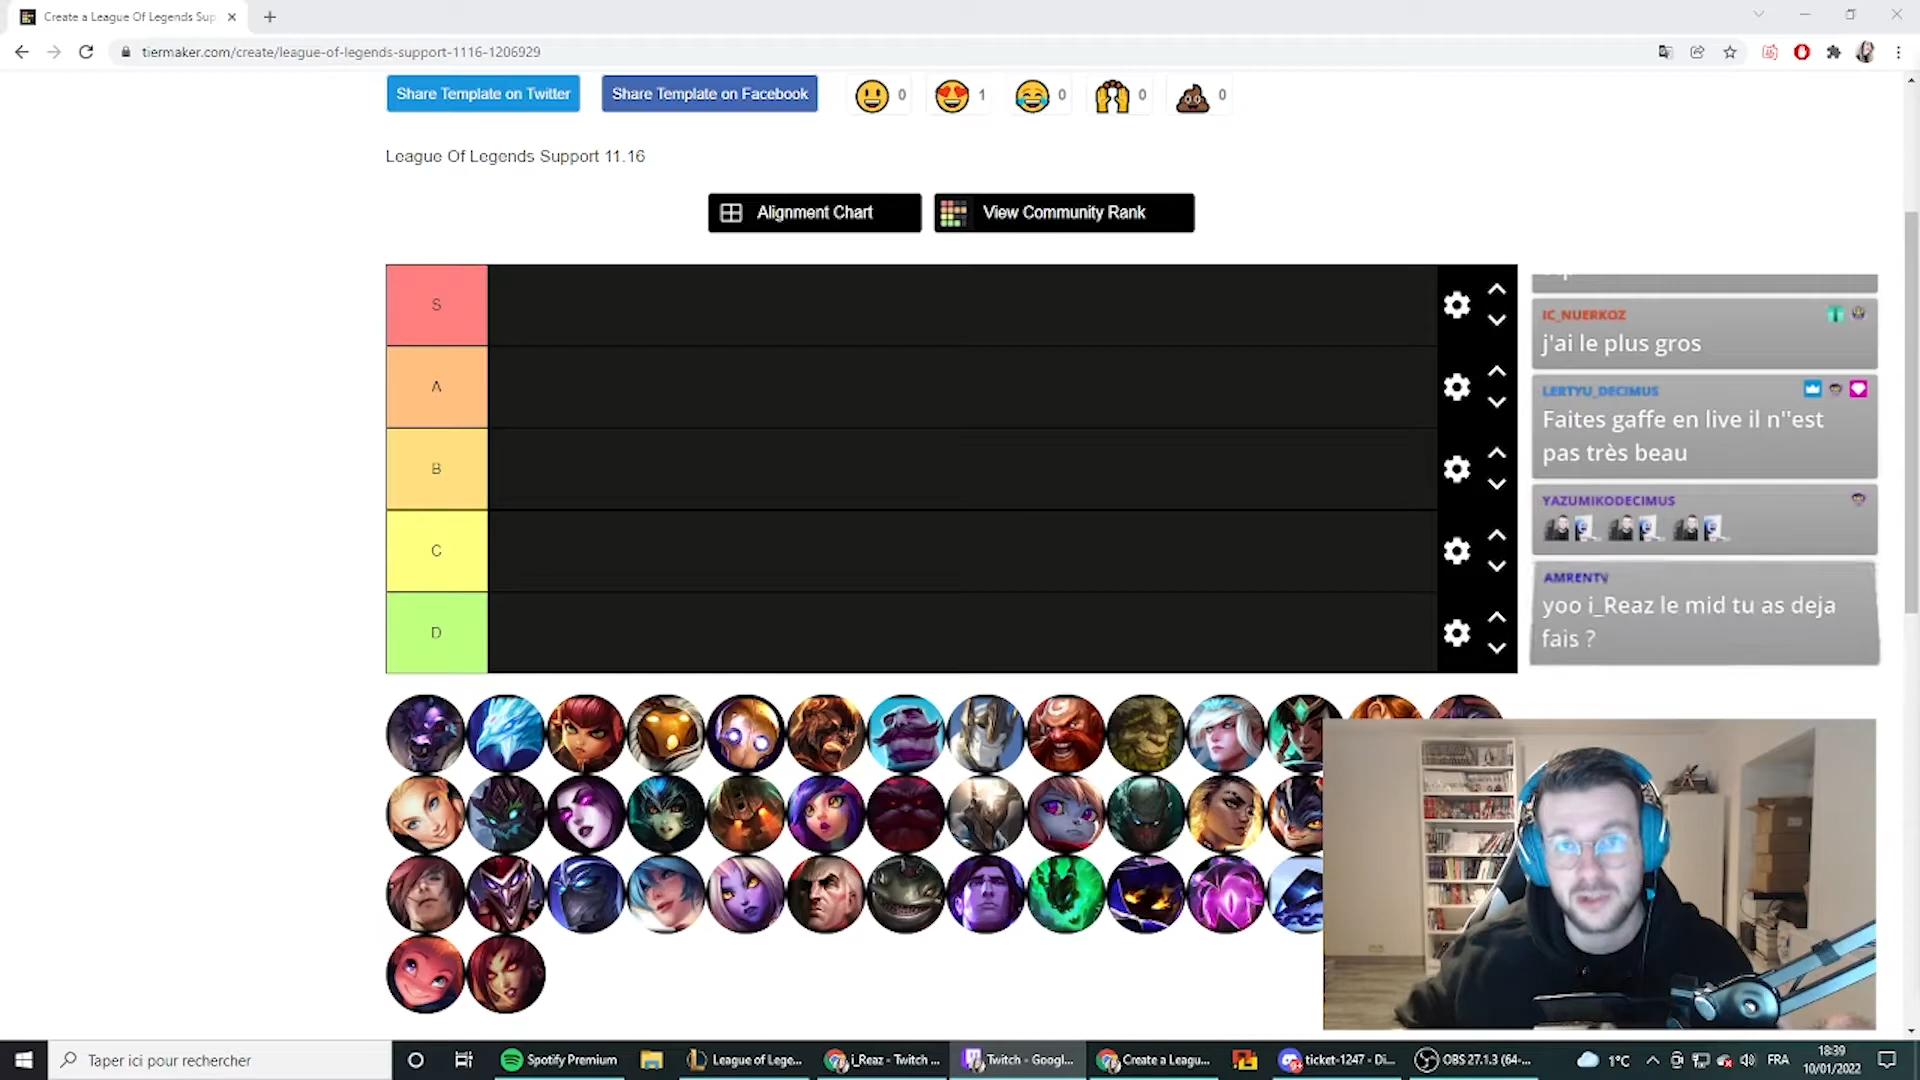 Create a League Of Legends Sup
tiermaker.com/create/league-of-legends-support-1116-1206929
Share Template on Twitter
Share Template on Facebook
0
1
0
0
0
League Of Legends Support 11.16
Alignment Chart
View Community Rank
S
A
B
C
D
IC_NUERKOZ
j'ai le plus gros
LERTYU_DECIMUS
Faites gaffe en live il n''est
pas très beau
YAZUMIKODECIMUS
AMRENTV
yoo i_Reaz le mid tu as deja
fais ?
Taper ici pour rechercher
Spotify Premium
League of Lege...
i_Reaz - Twitch ...
Twitch - Googl...
Create a Leagu...
ticket-1247 - Di...
OBS 27.1.3 (64-...
1°C
FRA
18:39
10/01/2022